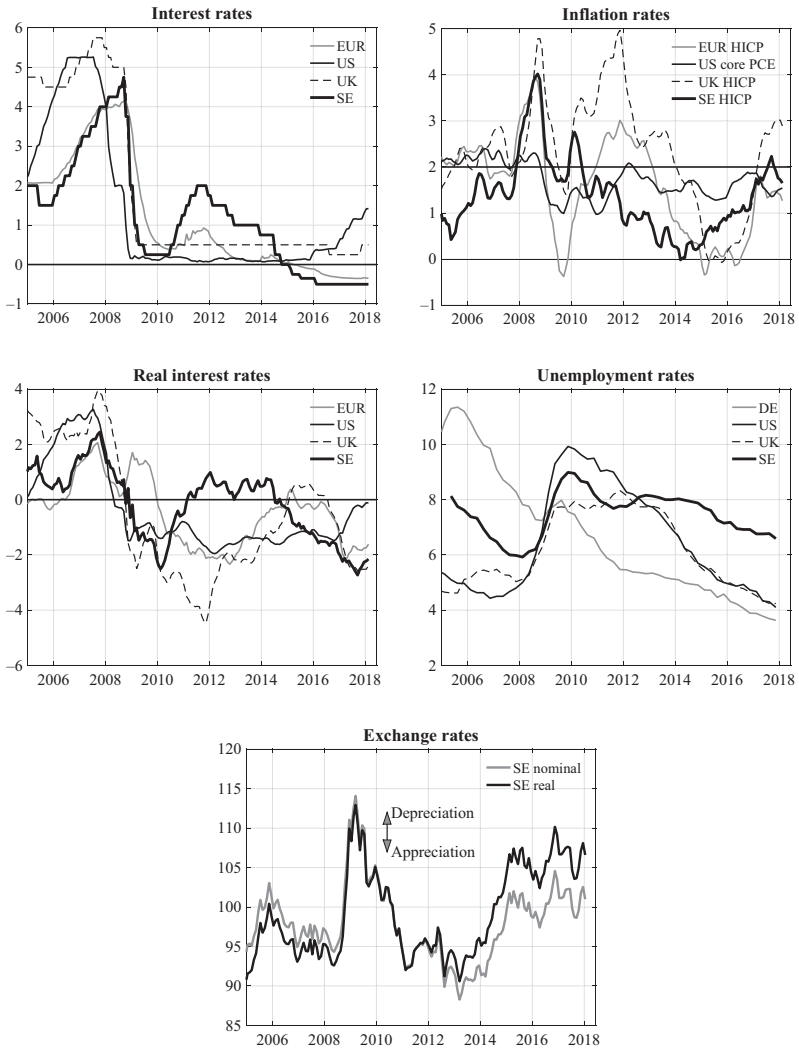 Interest rates
6
5
4
3
2
1
0
–1
EUR
US
UK
SE
2006 2008 2010 2012 2014 2016 2018
Inflation rates
5
4
3
2
1
0
–1
EUR HICP
US core PCE
UK HICP
SE HICP
2006 2008 2010 2012 2014 2016 2018
Real interest rates
4
2
0
–2
–4
–6
EUR
US
UK
SE
2006 2008 2010 2012 2014 2016 2018
Unemployment rates
12
10
8
6
4
2
DE
US
UK
SE
2006 2008 2010 2012 2014 2016 2018
Exchange rates
120
115
110
105
100
95
90
85
SE nominal
SE real
Depreciation
Appreciation
2006 2008 2010 2012 2014 2016 2018